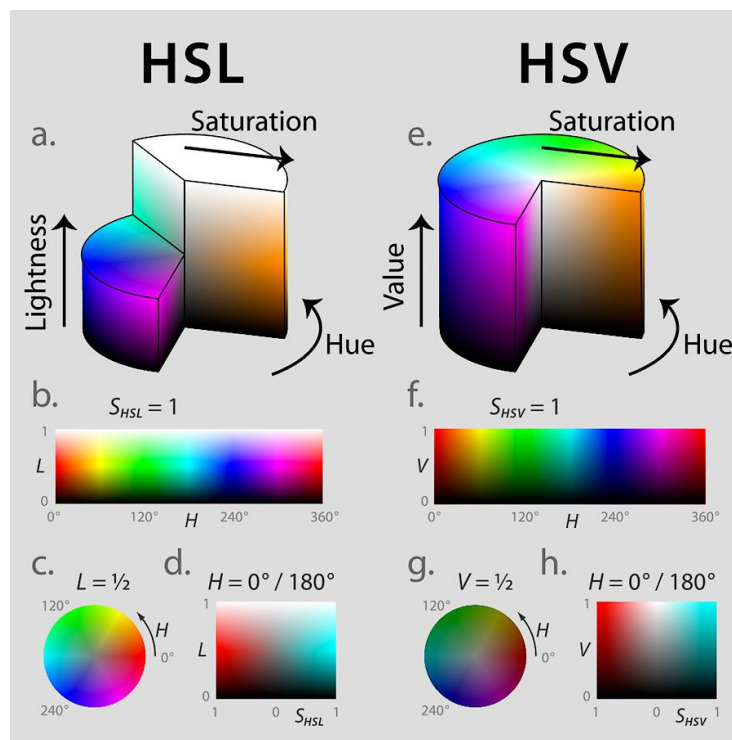 HSL
HSV
a.
Saturation
Lightness
Hue
e.
Saturation
Value
Hue
b.
S_HSL = 1
1
L
0
0° 120° 240° 360°
H
f.
S_HSV = 1
1
V
0
0° 120° 240° 360°
H
c.
L = ½
120°
H
0°
240°
d.
H = 0° / 180°
1
L
0
1 0 1
S_HSL
g.
V = ½
120°
H
0°
240°
h.
H = 0° / 180°
1
V
0
1 0 1
S_HSV